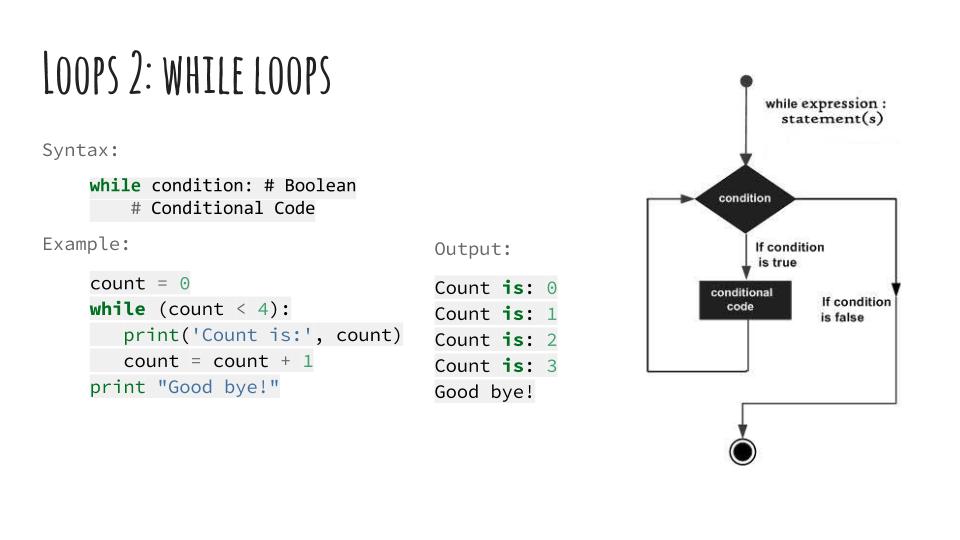 Loops 2: while loops
Syntax:
while condition: # Boolean
    # Conditional Code
Example:
count = 0
while (count < 4):
   print('Count is:', count)
   count = count + 1
print "Good bye!"
Output:
Count is: 0
Count is: 1
Count is: 2
Count is: 3
Good bye!
while expression :
statement(s)
condition
If condition
is true
conditional
code
If condition
is false